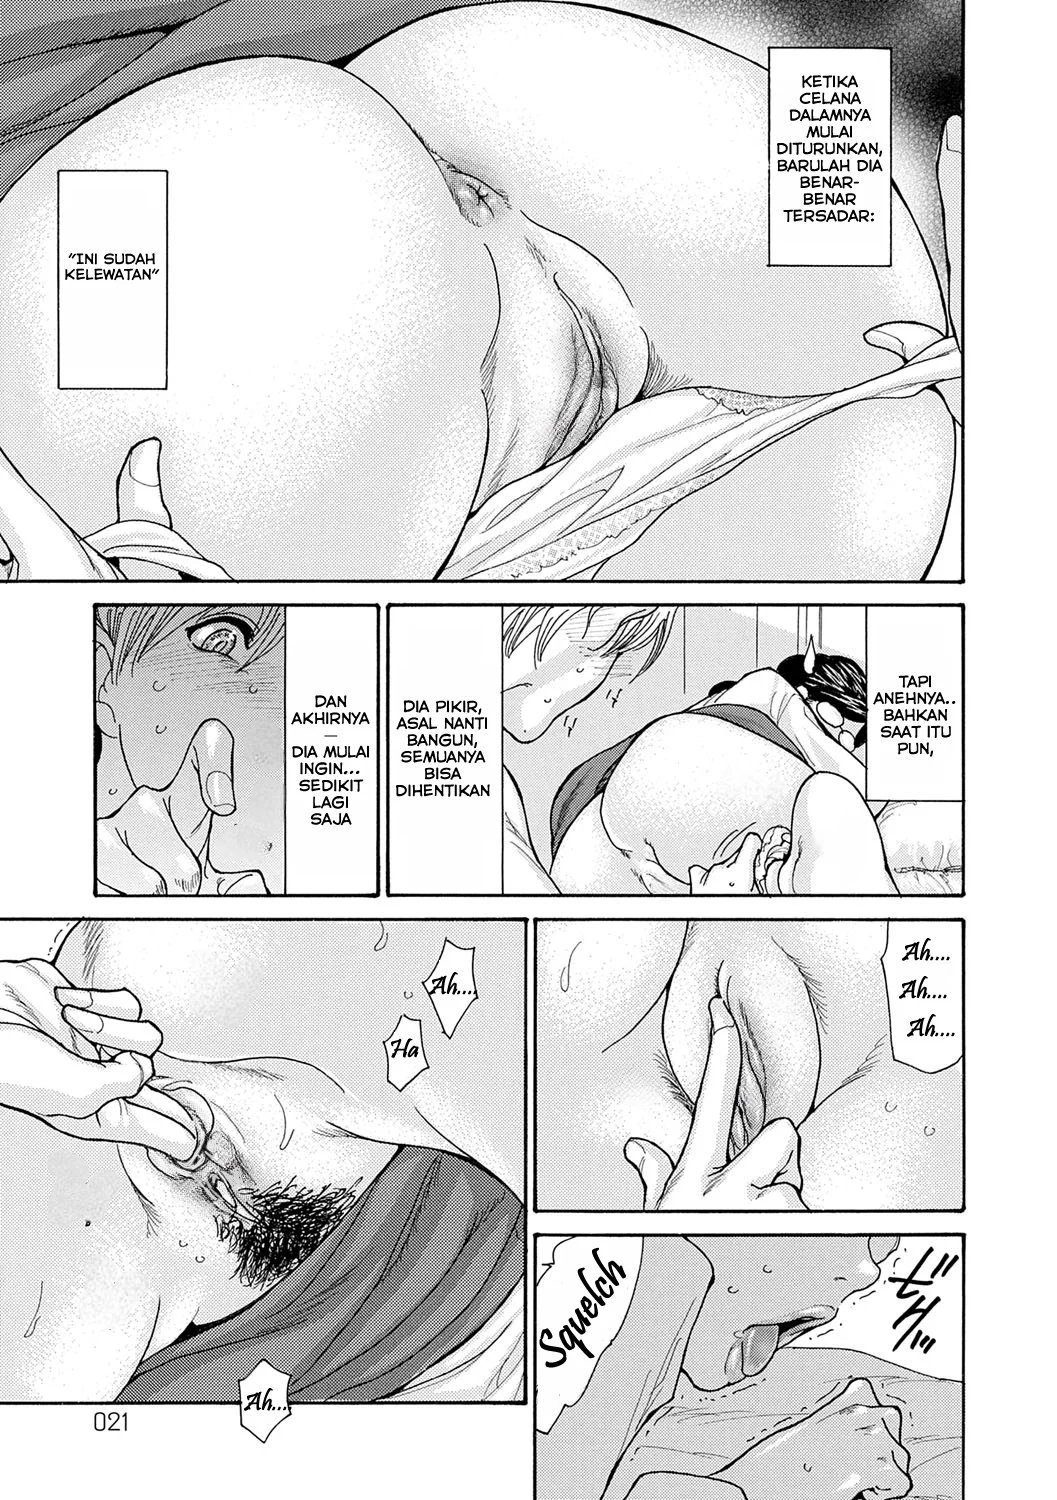 KETIKA
CELANA
DALAMNYA
MULAI
DITURUNKAN,
BARULAH DIA
BENAR-
BENAR
TERSADAR:
"INI SUDAH
KELEWATAN"
TAPI
ANEHNYA..
BAHKAN
SAAT ITU
PUN,
DIA PIKIR,
ASAL NANTI
BANGUN,
SEMUANYA
BISA
DIHENTIKAN
DAN
AKHIRNYA
—
DIA MULAI
INGIN...
SEDIKIT
LAGI
SAJA
Ah....
Ah....
Ah....
Ah....
Ha
Ah....
Squelch
021